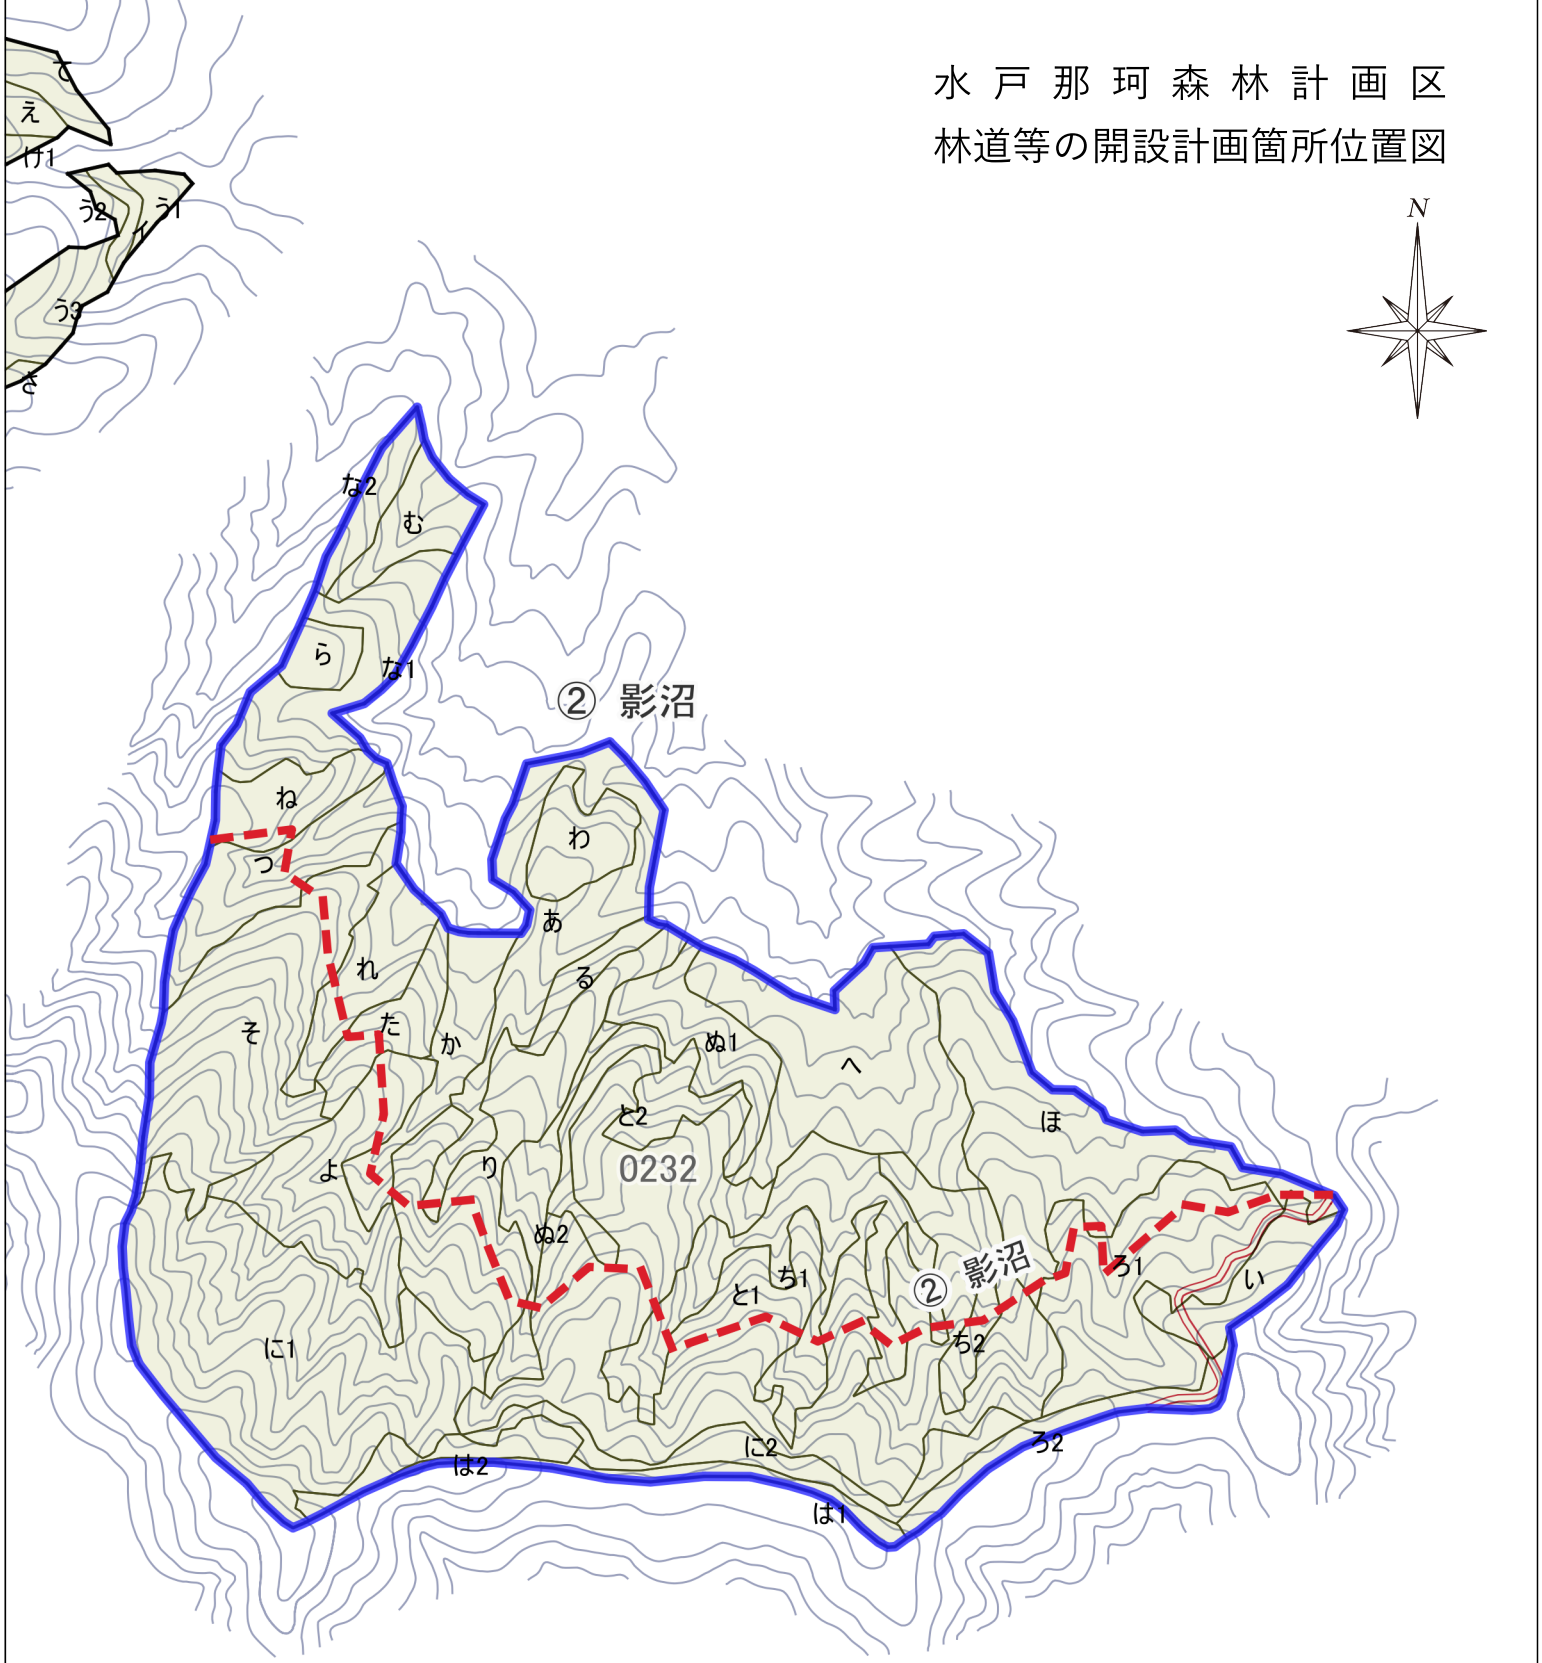 水戸那珂森林計画区
林道等の開設計画箇所位置図
N
て
え
け1
う2
う1
イ
う3
さ
な2
む
ら
な1
② 影沼
ね
わ
つ
あ
れ
る
そ
た
か
ぬ1
へ
と2
ほ
よ
り
0232
ぬ2
② 影沼
ろ1
い
と1
ち1
ち2
に1
に2
ろ2
は2
は1